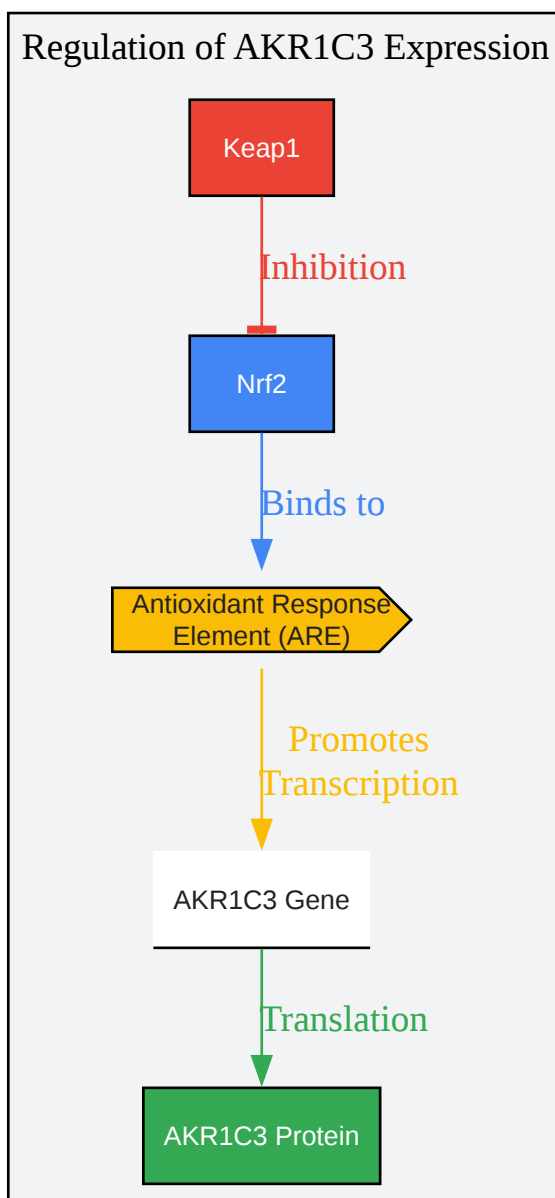 Regulation of AKR1C3 Expression
Keap1
Inhibition
Nrf2
Binds to
Antioxidant Response
Element (ARE)
Promotes
Transcription
AKR1C3 Gene
Translation
AKR1C3 Protein